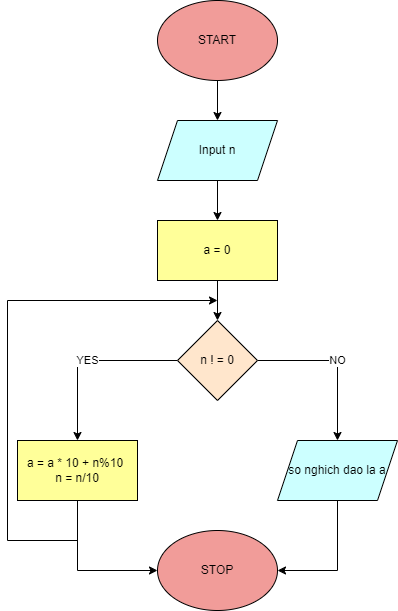 START
Input n
a = 0
n ! = 0
YES
NO
a = a * 10 + n%10
n = n/10
so nghich dao la a
STOP